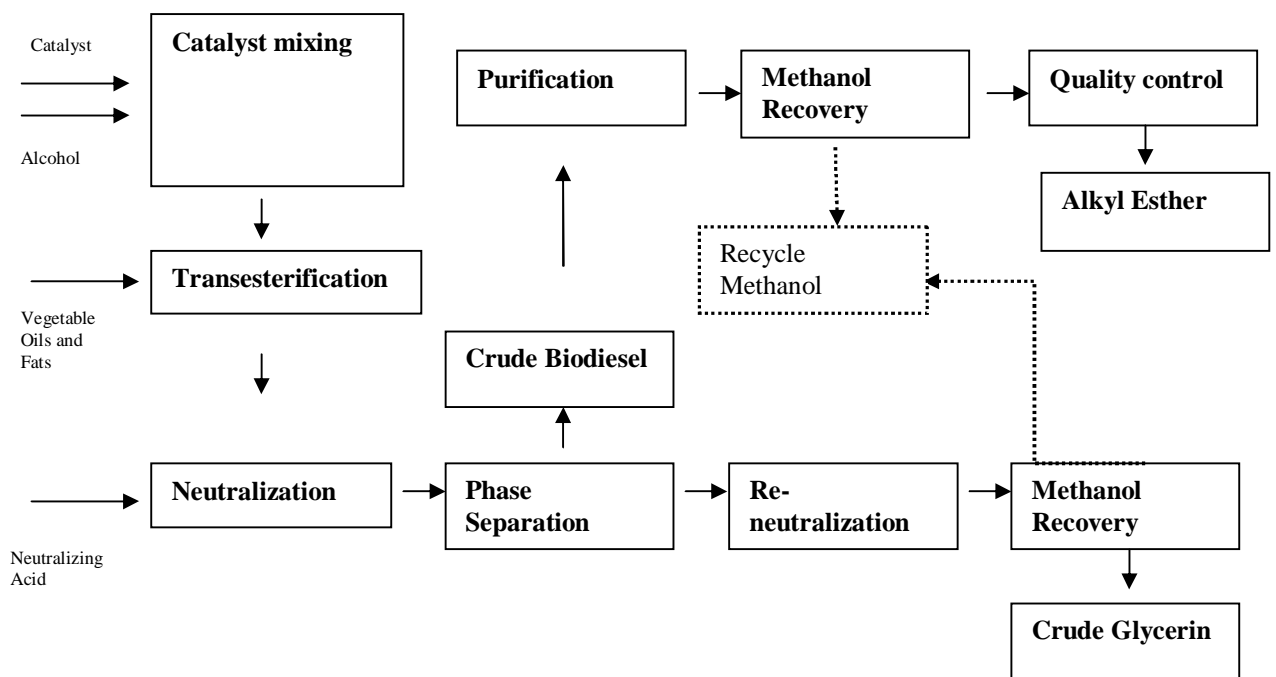 Catalyst
Alcohol
Catalyst mixing
Purification
Methanol
Recovery
Quality control
Alkyl Esther
Recycle
Methanol
Vegetable
Oils and
Fats
Transesterification
Crude Biodiesel
Neutralizing
Acid
Neutralization
Phase
Separation
Re-
neutralization
Methanol
Recovery
Crude Glycerin